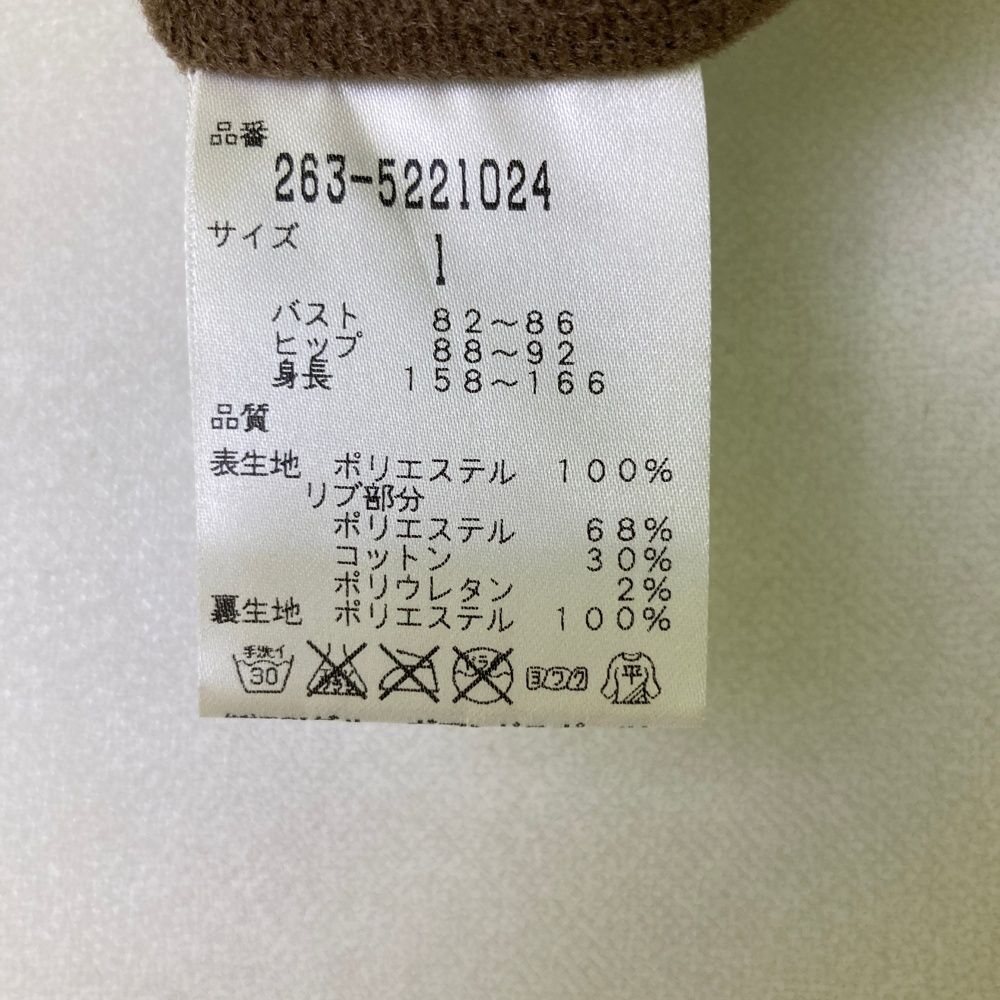 品番
263-5221024
サイズ
1
バスト 82～86
ヒップ 88～92
身長 158～166
品質
表生地 ポリエステル 100%
リブ部分
ポリエステル 68%
コットン 30%
ポリウレタン 2%
裏生地 ポリエステル 100%
手洗イ 30 ヨワク 平